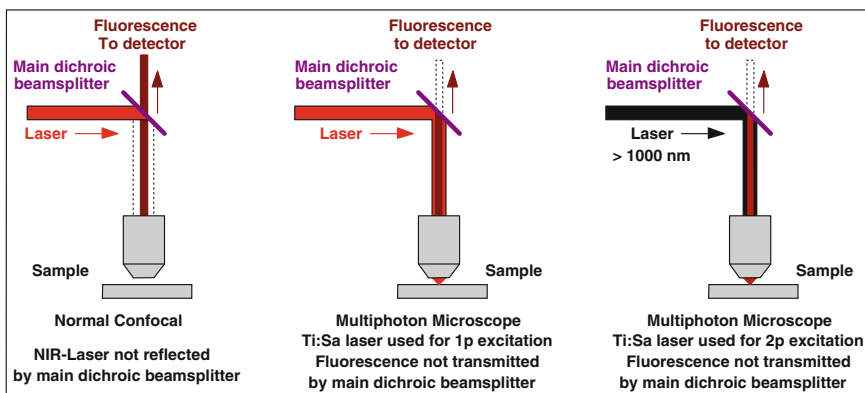 Fluorescence
To detector
Main dichroic
beamsplitter
Laser
Sample
Normal Confocal
NIR-Laser not reflected
by main dichroic beamsplitter
Fluorescence
to detector
Main dichroic
beamsplitter
Laser
Sample
Multiphoton Microscope
Ti:Sa laser used for 1p excitation
Fluorescence not transmitted
by main dichroic beamsplitter
Fluorescence
to detector
Main dichroic
beamsplitter
Laser
> 1000 nm
Sample
Multiphoton Microscope
Ti:Sa laser used for 2p excitation
Fluorescence not transmitted
by main dichroic beamsplitter